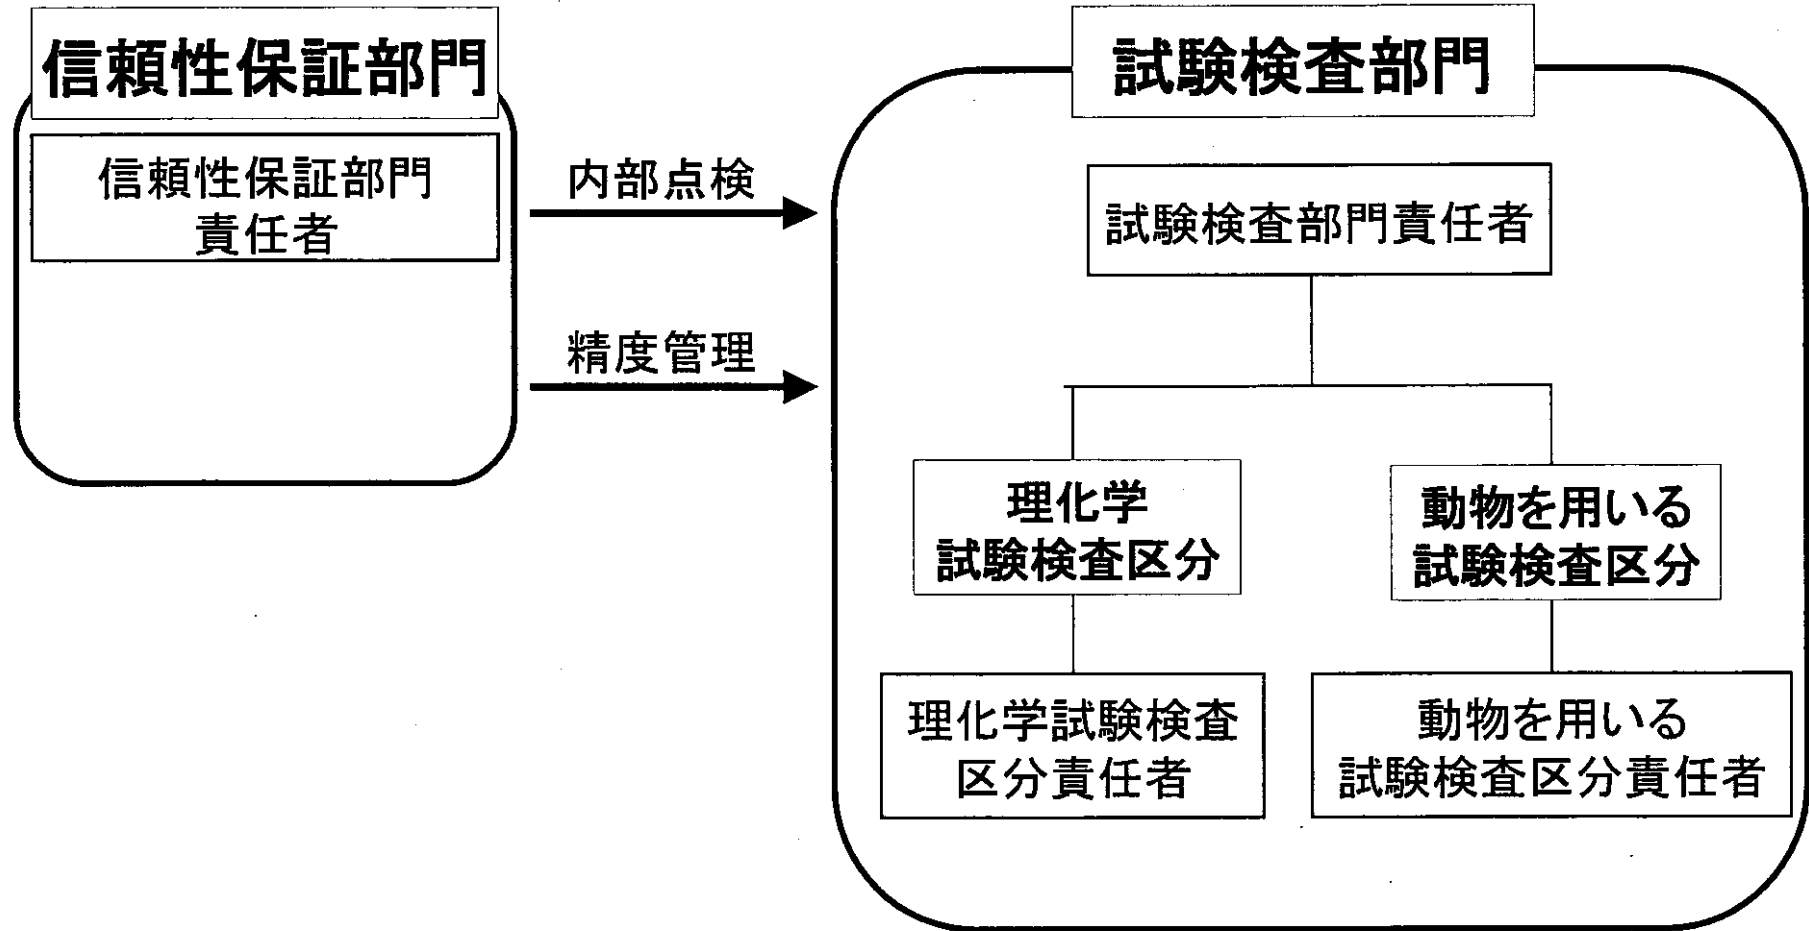 信頼性保証部門
信頼性保証部門
責任者
内部点検
精度管理
試験検査部門
試験検査部門責任者
理化学
試験検査区分
動物を用いる
試験検査区分
理化学試験検査
区分責任者
動物を用いる
試験検査区分責任者